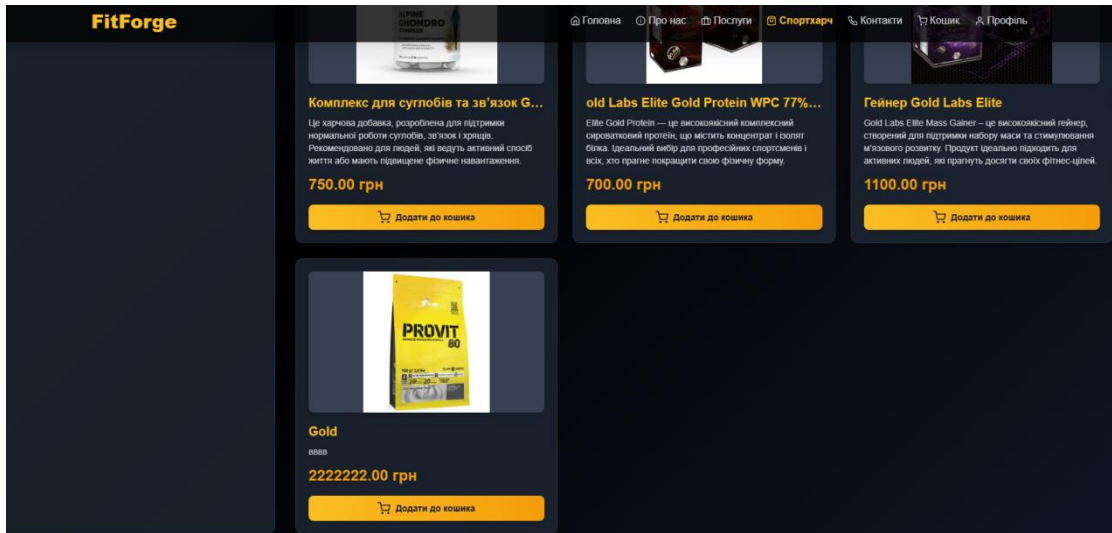 FitForge
Головна Про нас Послуги Спортхарч Контакти Кошик Профіль
ALPINE
CHONDRO
COMPLEX
Комплекс для суглобів та зв'язок G...
Це харчова добавка, розроблена для підтримки
нормальної роботи суглобів, зв'язок і хрящів.
Рекомендовано для людей, які ведуть активний спосіб
життя або мають підвищене фізичне навантаження.
750.00 грн
Додати до кошика
old Labs Elite Gold Protein WPC 77%...
Elite Gold Protein — це високоякісний комплексний
сироватковий протеїн, що містить концентрат і ізолят
білка. Ідеальний вибір для професійних спортсменів і
всіх, хто прагне покращити свою фізичну форму.
700.00 грн
Додати до кошика
Гейнер Gold Labs Elite
Gold Labs Elite Mass Gainer – це високоякісний гейнер,
створений для підтримки набору маси та стимулювання
м'язового розвитку. Продукт ідеально підходить для
активних людей, які прагнуть досягти своїх фітнес-цілей.
1100.00 грн
Додати до кошика
PROVIT
80
Gold
вввв
2222222.00 грн
Додати до кошика